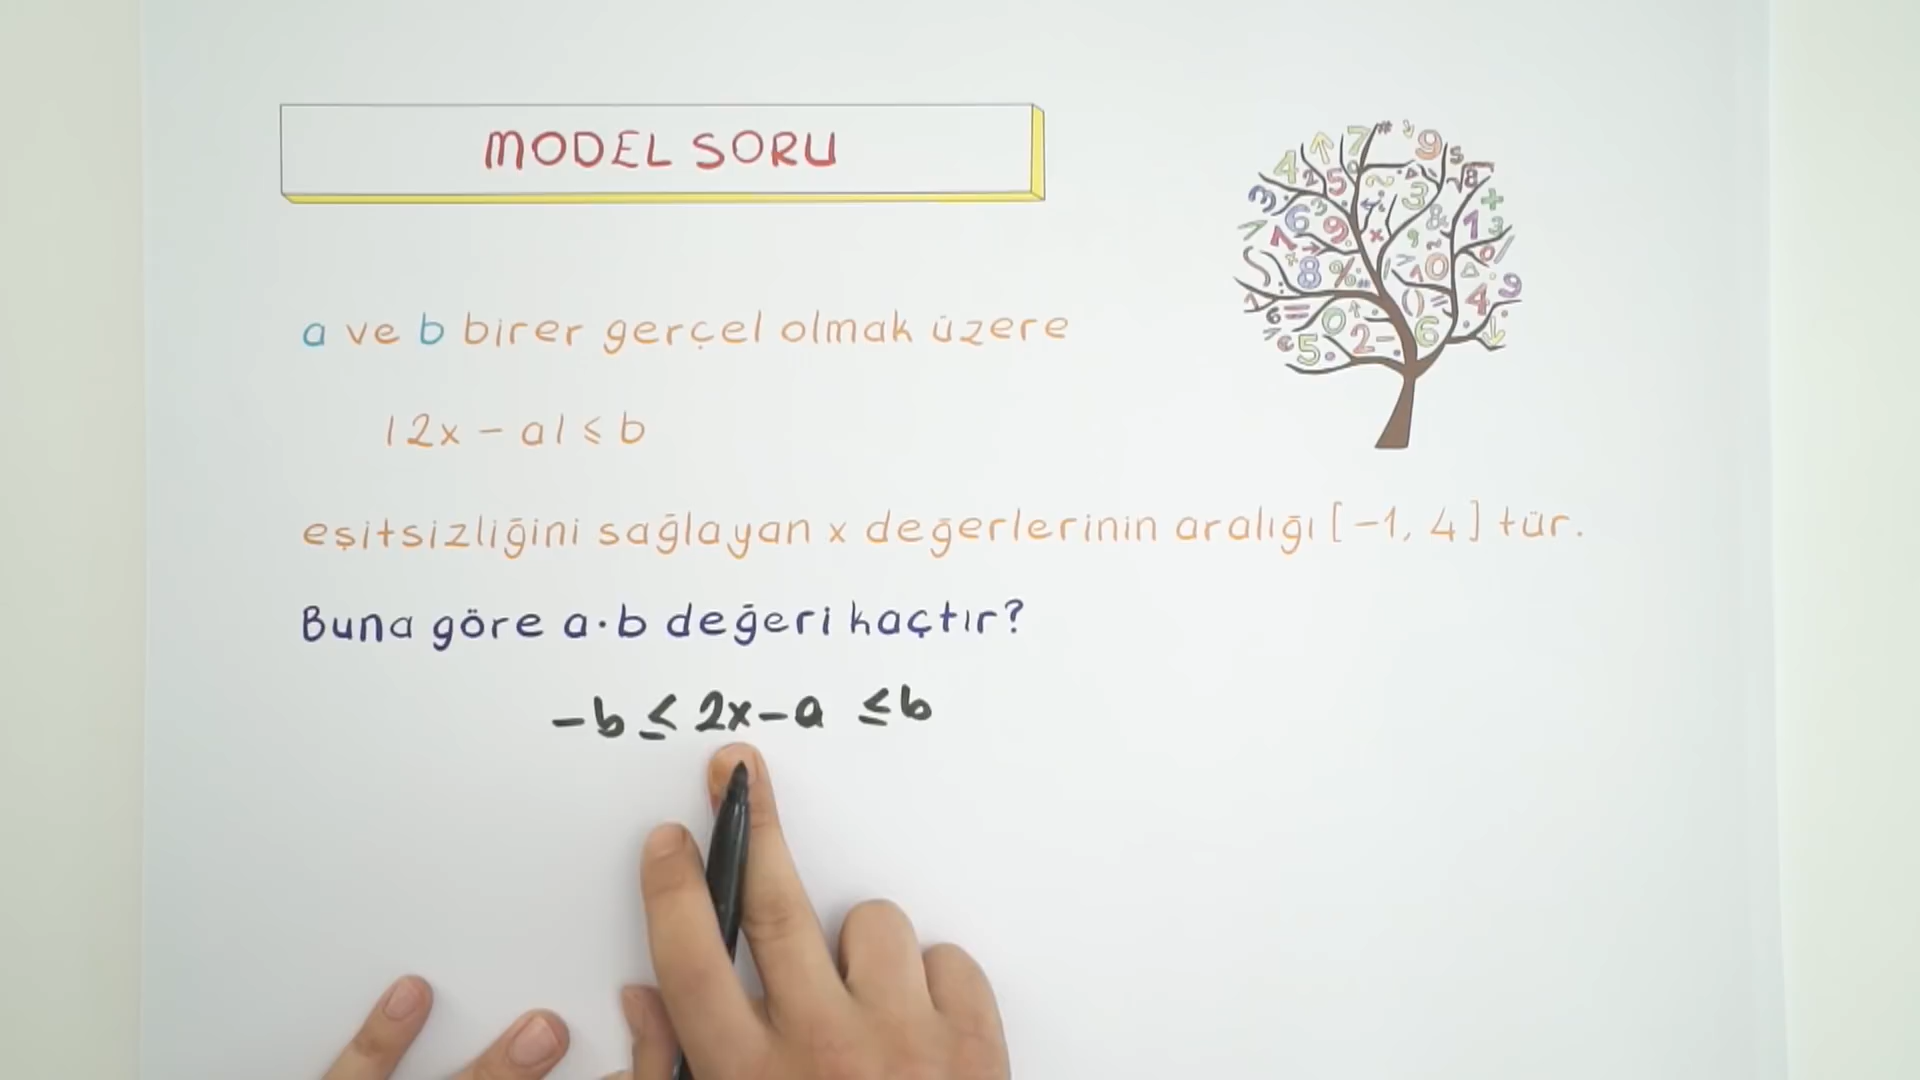 MODEL SORU
a ve b birer gerçel olmak üzere
|2x - a| ≤ b
eşitsizliğini sağlayan x değerlerinin aralığı [-1, 4] tür.
Buna göre a·b değeri kaçtır?
-b ≤ 2x-a ≤ b